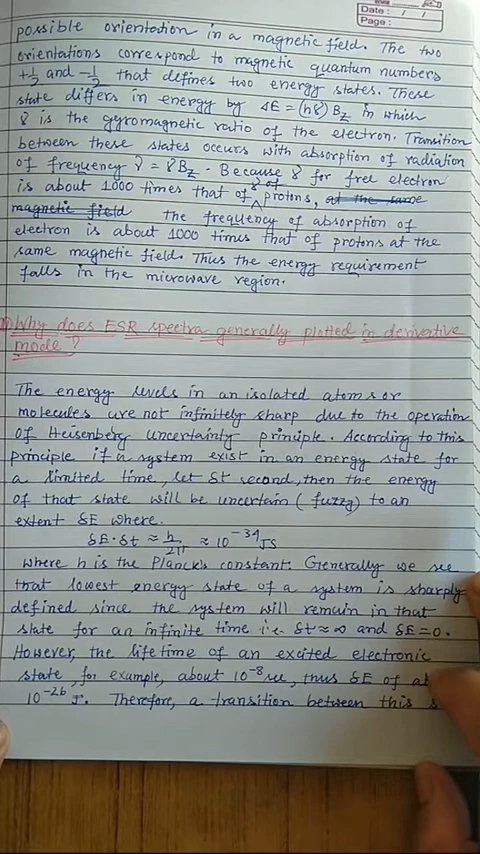 Date : / /
Page :
possible orientation in a magnetic field. The two
orientations correspond to magnetic quantum numbers
+½ and -½ that defines two energy states. These
state differs in energy by ΔE = (ħγ) Bz in which
γ is the gyromagnetic ratio of the electron. Transition
between these states occurs with absorption of radiation
of frequency ν = γBz. Because γ for free electron
is about 1000 times that of γ of protns, at the same
magnetic field the frequency of absorption of
electron is about 1000 times that of protons at the
same magnetic field. Thus the energy requirement
falls in the microwave region.
Why does ESR spectra generally plotted in derivative
mode?
The energy levels in an isolated atoms or
molecules are not infinitely sharp due to the operation
of Heisenberg uncertainty principle. According to this
principle if a system exist in an energy state for
a limited time, let δt second, then the energy
of that state will be uncertain (fuzzy) to an
extent δE where.
δE·δt ≈ h/2π ≈ 10⁻³⁴ Js
where h is the Planck's constant. Generally we see
that lowest energy state of a system is sharply
defined since the system will remain in that
state for an infinite time i.e. δt ≈ ∞ and δE = 0.
However, the lifetime of an excited electronic
state, for example, about 10⁻⁸ sec, thus δE of
10⁻²⁶ J. Therefore, a transition between this